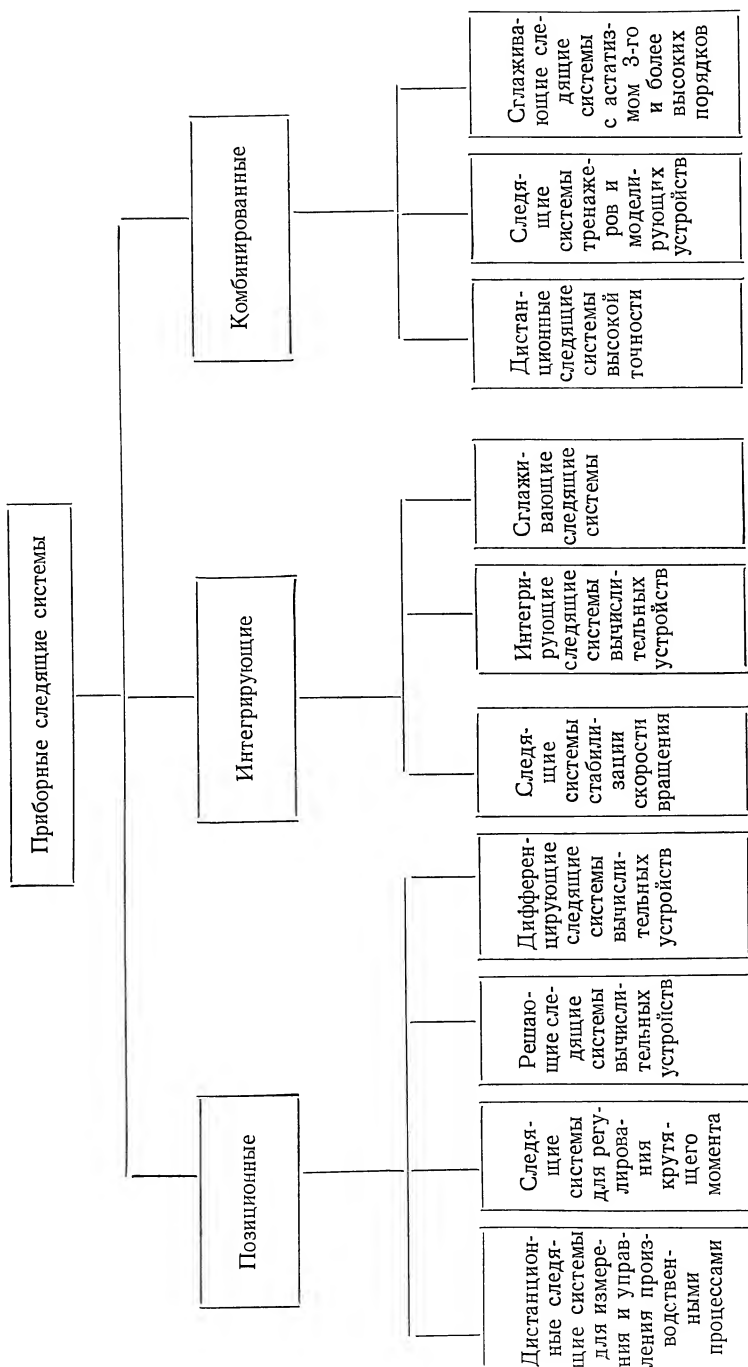 Приборные следящие системы
Позиционные
Интегрирующие
Комбинированные
Дистанцион-
ные следя-
щие системы
для измере-
ния и управ-
ления произ-
водствен-
ными
процессами
Следя-
щие
системы
для регу-
лирова-
ния
крутя-
щего
момента
Решаю-
щие сле-
дящие
системы
вычисли-
тельных
устройств
Дифферен-
цирующие
следящие
системы
вычисли-
тельных
устройств
Следя-
щие
системы
стабили-
зации
скорости
вращения
Интегри-
рующие
следящие
системы
вычисли-
тельных
устройств
Сглажи-
вающие
следящие
системы
Дистан-
ционные
следящие
системы
высокой
точности
Следя-
щие
системы
тренаже-
ров и
модели-
рующих
устройств
Сглажива-
ющие сле-
дящие
системы
с астатиз-
мом 3-го
и более
высоких
порядков